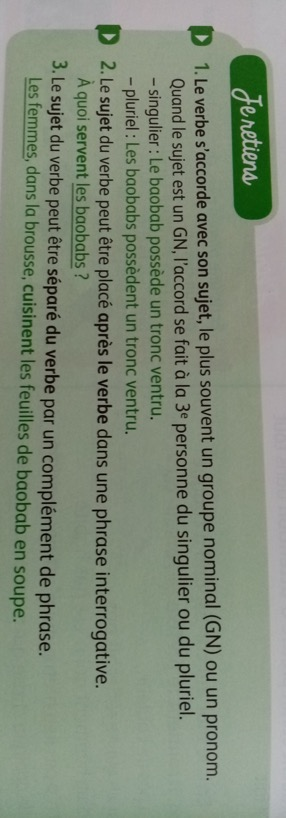 Je retiens
1. Le verbe s'accorde avec son sujet, le plus souvent un groupe nominal (GN) ou un pronom.
Quand le sujet est un GN, l'accord se fait à la 3e personne du singulier ou du pluriel.
– singulier : Le baobab possède un tronc ventru.
– pluriel : Les baobabs possèdent un tronc ventru.
2. Le sujet du verbe peut être placé après le verbe dans une phrase interrogative.
À quoi servent les baobabs ?
3. Le sujet du verbe peut être séparé du verbe par un complément de phrase.
Les femmes, dans la brousse, cuisinent les feuilles de baobab en soupe.